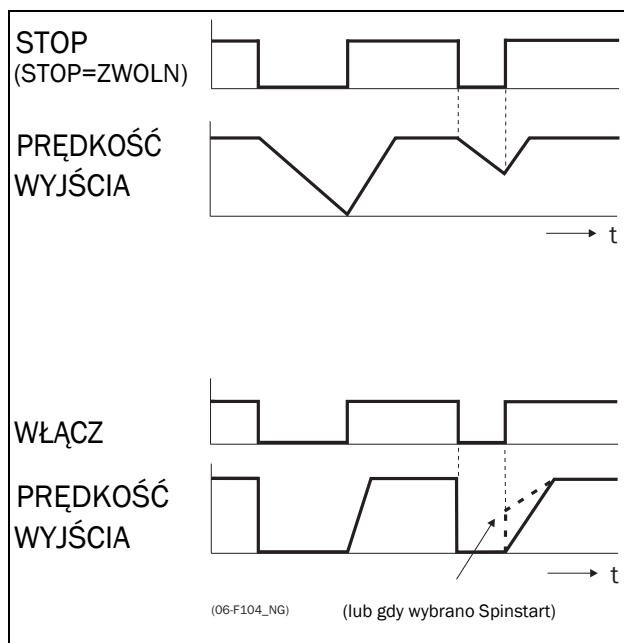 STOP
(STOP=ZWOLN)
PRĘDKOŚĆ
WYJŚCIA
t
WŁĄCZ
PRĘDKOŚĆ
WYJŚCIA
t
(06-F104_NG)
(lub gdy wybrano Spinstart)